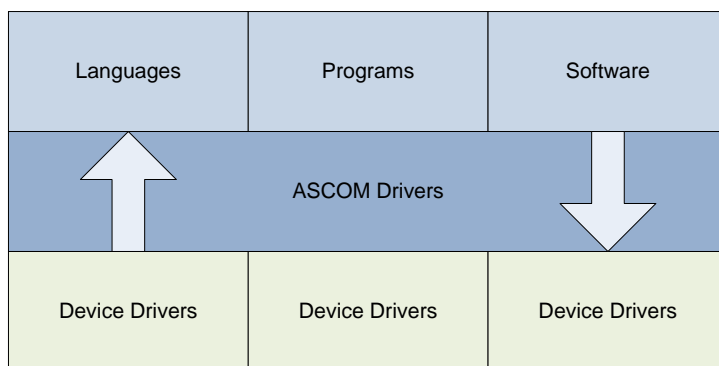 Languages
Programs
Software
ASCOM Drivers
Device Drivers
Device Drivers
Device Drivers